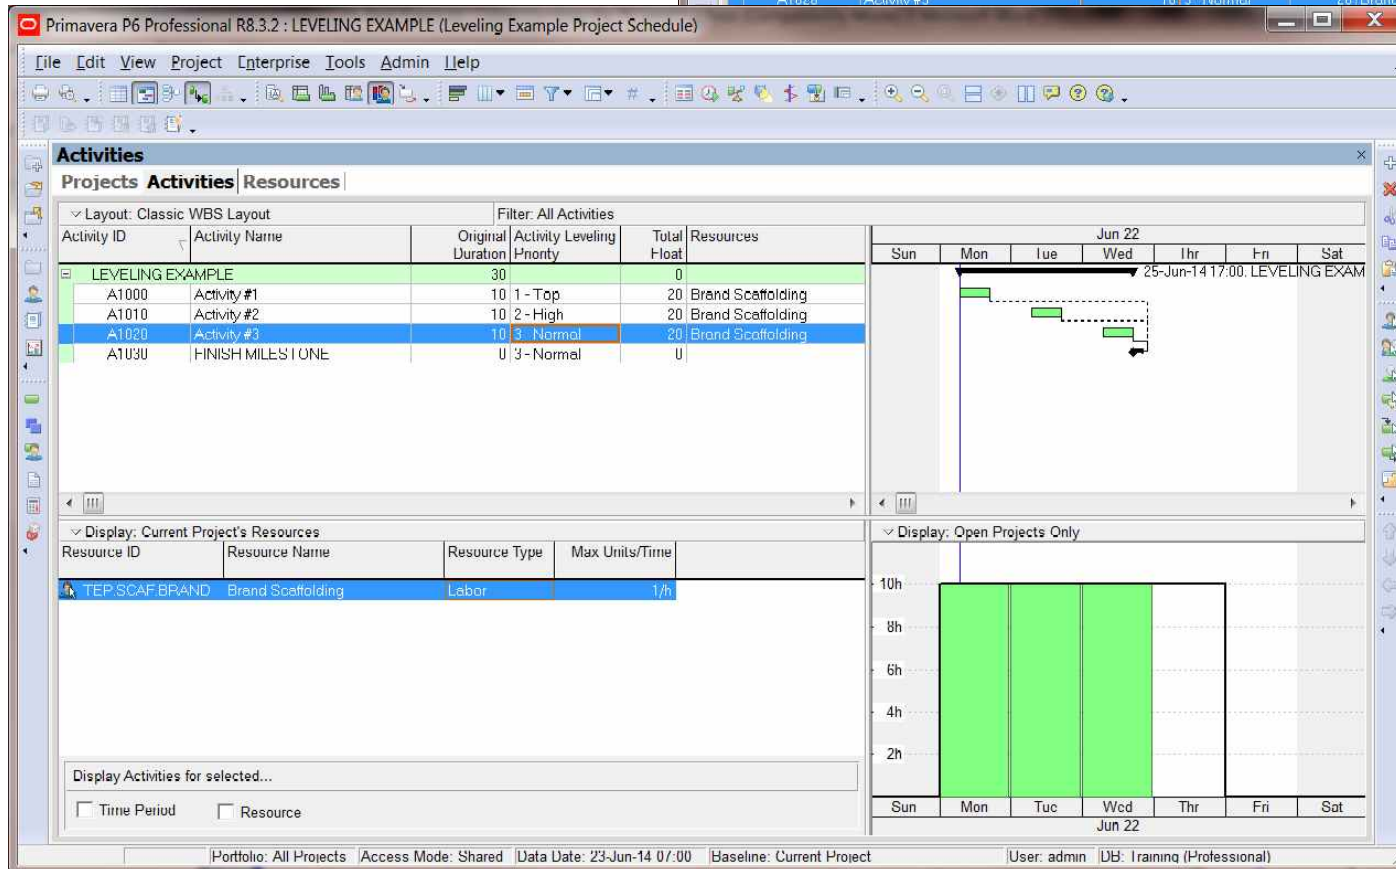 Primavera P6 Professional R8.3.2 : LEVELING EXAMPLE (Leveling Example Project Schedule)
File Edit View Project Enterprise Tools Admin Help
Activities
Projects Activities Resources
Layout: Classic WBS Layout Filter: All Activities
Activity ID Activity Name Original Duration Activity Leveling Priority Total Float Resources
Jun 22
Sun Mon Tue Wed Thr Fri Sat
LEVELING EXAMPLE 30 0 25-Jun-14 17:00, LEVELING EXAM
A1000 Activity #1 10 1 - Top 20 Brand Scaffolding
A1010 Activity #2 10 2 - High 20 Brand Scaffolding
A1020 Activity #3 10 3 - Normal 20 Brand Scaffolding
A1030 FINISH MILESTONE 0 3 - Normal 0
Display: Current Project's Resources
Display: Open Projects Only
Resource ID Resource Name Resource Type Max Units/Time
TEP.SCAF.BRAND Brand Scaffolding Labor 1/h
10h
8h
6h
4h
2h
Display Activities for selected...
Time Period Resource
Sun Mon Tue Wed Thr Fri Sat
Jun 22
Portfolio: All Projects Access Mode: Shared Data Date: 23-Jun-14 07:00 Baseline: Current Project User: admin DB: Training (Professional)